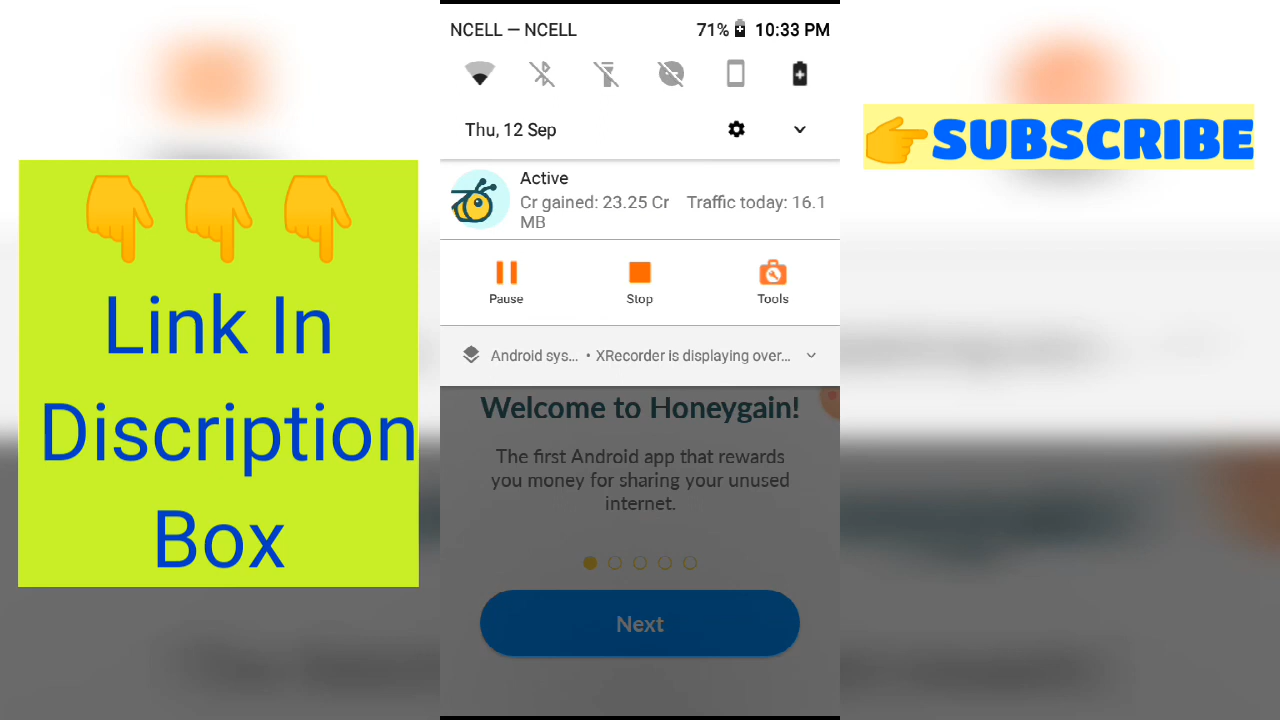 NCELL — NCELL 71% 10:33 PM
Thu, 12 Sep
Active
Cr gained: 23.25 Cr Traffic today: 16.1
MB
Pause Stop Tools
Android sys... • XRecorder is displaying over...
Welcome to Honeygain!
The first Android app that rewards
you money for sharing your unused
internet.
Next
Link In
Discription
Box
SUBSCRIBE